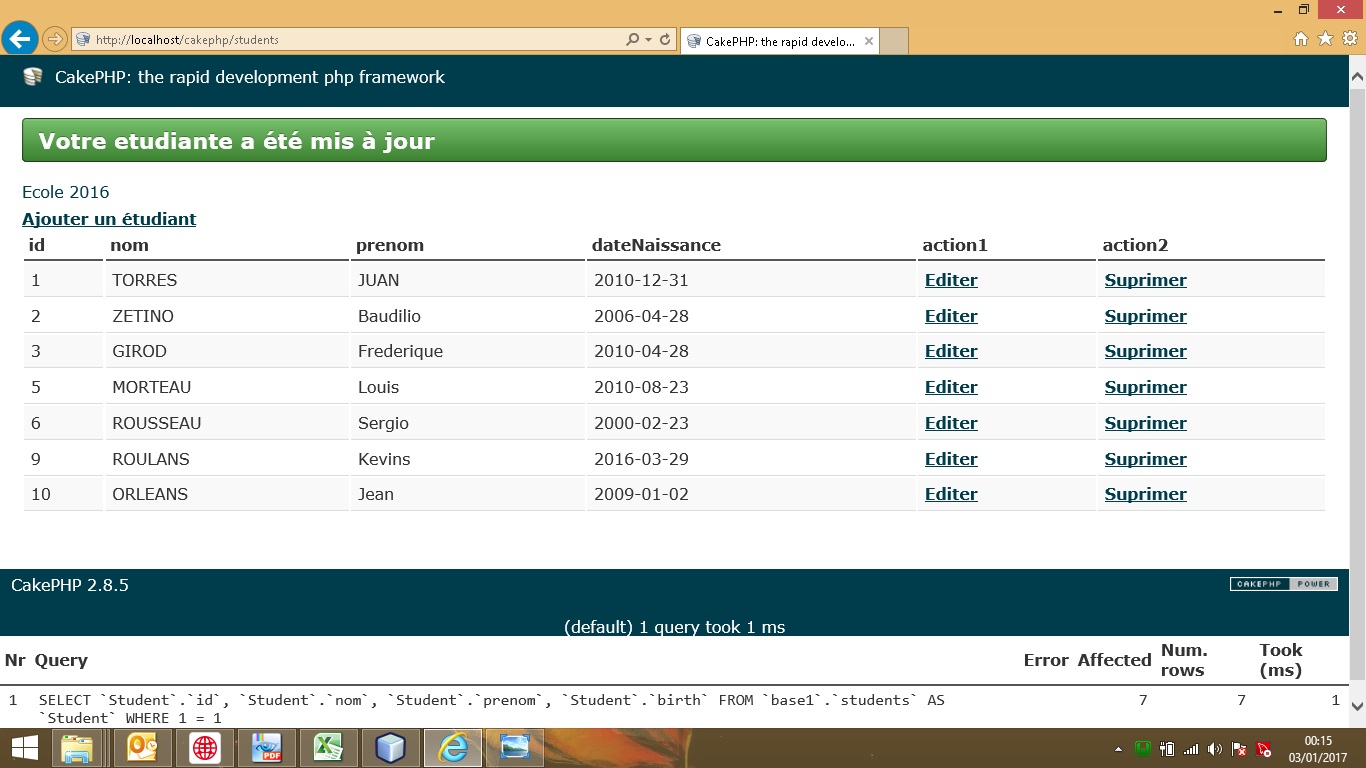 http://localhost/cakephp/students
CakePHP: the rapid develo...
CakePHP: the rapid development php framework
Votre etudiante a été mis à jour
Ecole 2016
Ajouter un étudiant
id nom prenom dateNaissance action1 action2
1 TORRES JUAN 2010-12-31 Editer Suprimer
2 ZETINO Baudilio 2006-04-28 Editer Suprimer
3 GIROD Frederique 2010-04-28 Editer Suprimer
5 MORTEAU Louis 2010-08-23 Editer Suprimer
6 ROUSSEAU Sergio 2000-02-23 Editer Suprimer
9 ROULANS Kevins 2016-03-29 Editer Suprimer
10 ORLEANS Jean 2009-01-02 Editer Suprimer
CakePHP 2.8.5
CAKEPHP POWER
(default) 1 query took 1 ms
Nr Query Error Affected Num. rows Took (ms)
1 SELECT `Student`.`id`, `Student`.`nom`, `Student`.`prenom`, `Student`.`birth` FROM `base1`.`students` AS 7 7 1
`Student` WHERE 1 = 1
PDF
00:15
03/01/2017